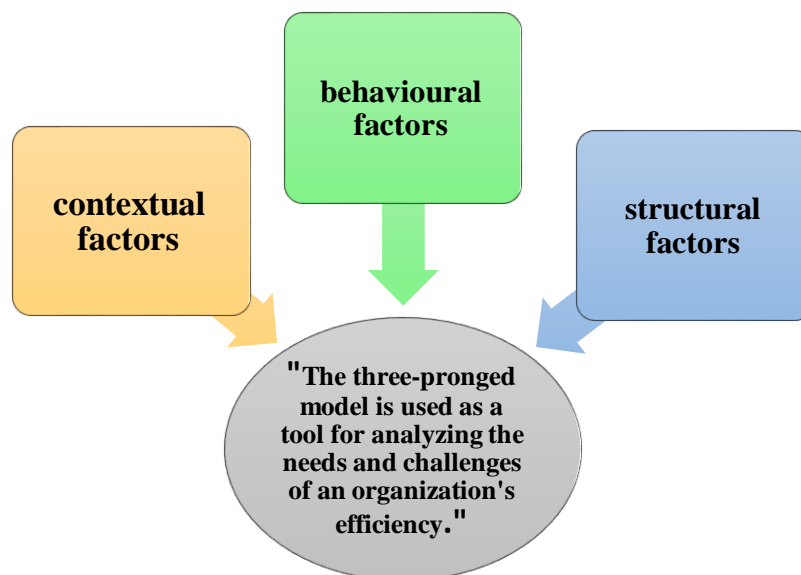 behavioural
factors
contextual
factors
structural
factors
"The three-pronged
model is used as a
tool for analyzing the
needs and challenges
of an organization's
efficiency."